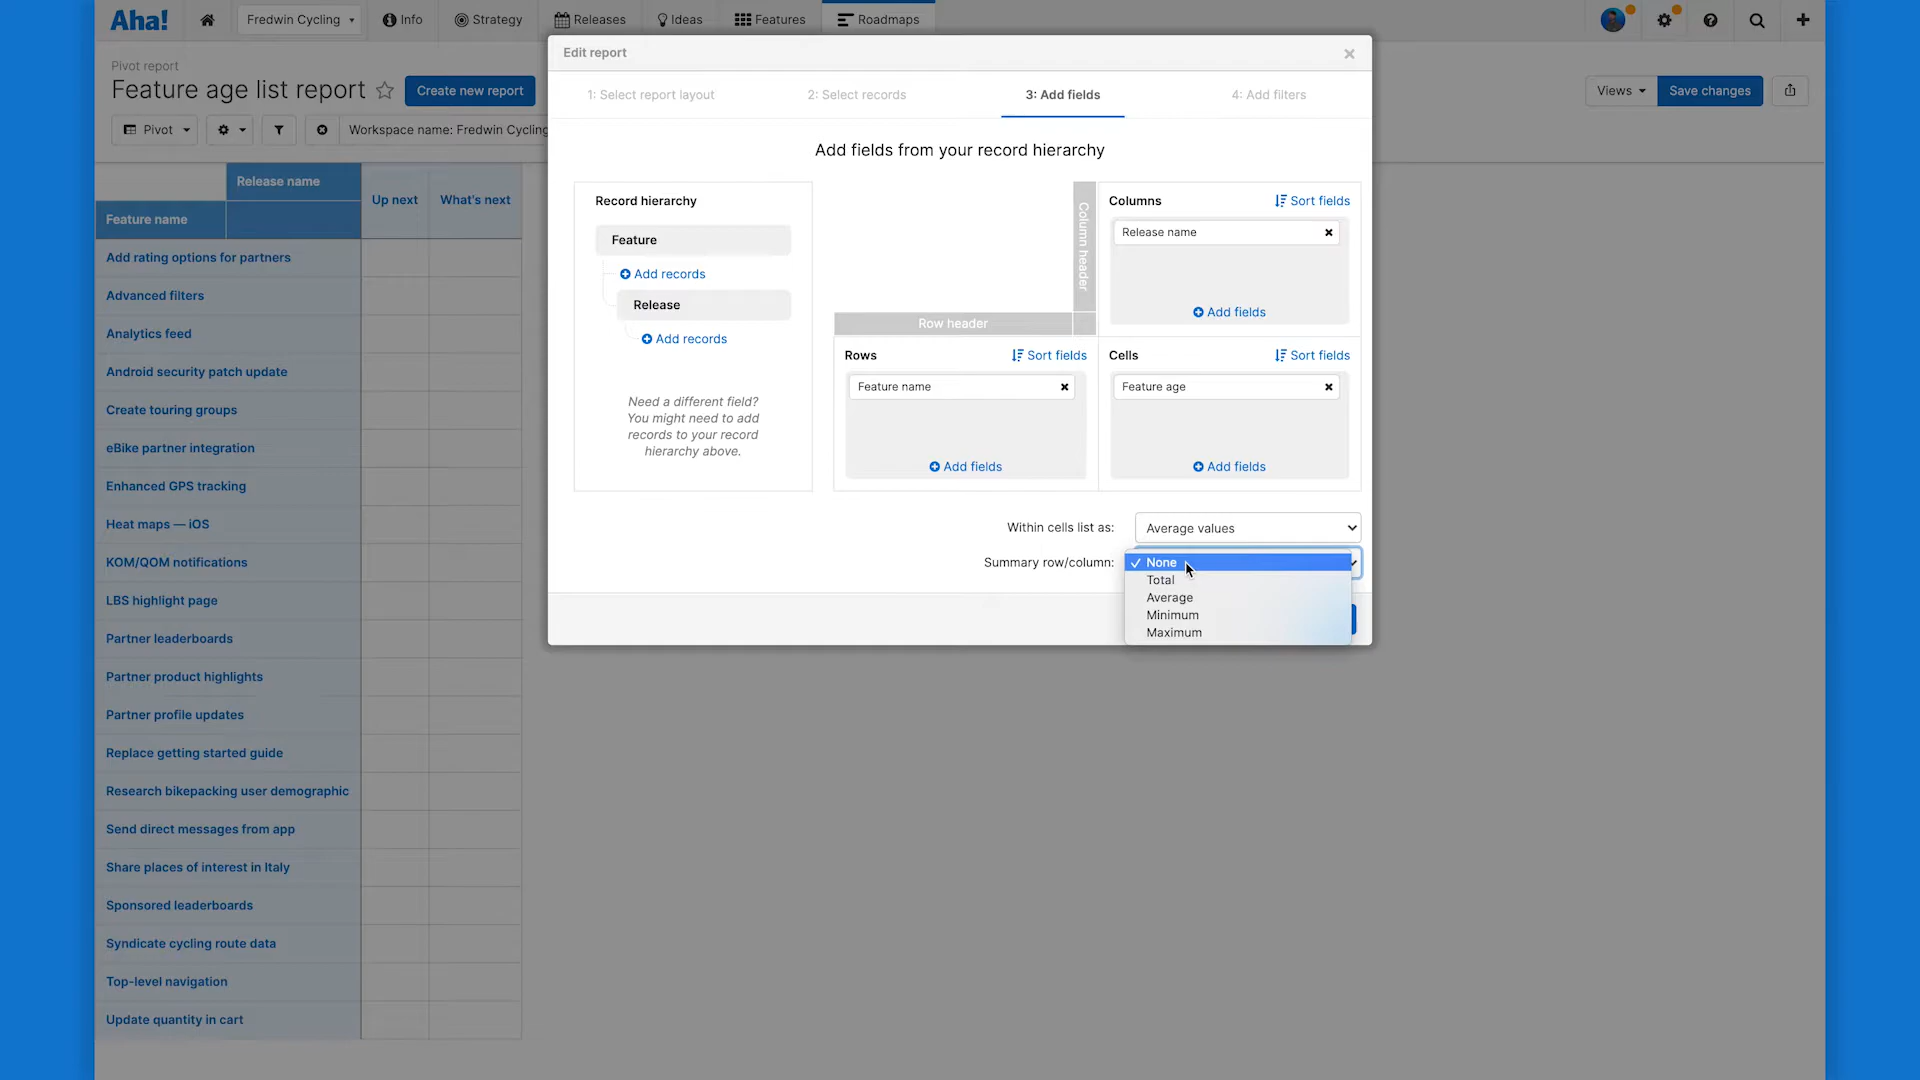 Aha!
Fredwin Cycling
Info
Strategy
Releases
Ideas
Features
Roadmaps
Pivot report
Feature age list report
Create new report
Views
Save changes
Pivot
Workspace name: Fredwin Cycling
Release name
Feature name
Up next
What's next
Add rating options for partners
Advanced filters
Analytics feed
Android security patch update
Create touring groups
eBike partner integration
Enhanced GPS tracking
Heat maps — iOS
KOM/QOM notifications
LBS highlight page
Partner leaderboards
Partner product highlights
Partner profile updates
Replace getting started guide
Research bikepacking user demographic
Send direct messages from app
Share places of interest in Italy
Sponsored leaderboards
Syndicate cycling route data
Top-level navigation
Update quantity in cart
Edit report
1: Select report layout
2: Select records
3: Add fields
4: Add filters
Add fields from your record hierarchy
Record hierarchy
Feature
Add records
Release
Add records
Need a different field?
You might need to add
records to your record
hierarchy above.
Column header
Row header
Columns
Sort fields
Release name
Add fields
Rows
Sort fields
Feature name
Add fields
Cells
Sort fields
Feature age
Add fields
Within cells list as:
Average values
Summary row/column:
None
Total
Average
Minimum
Maximum